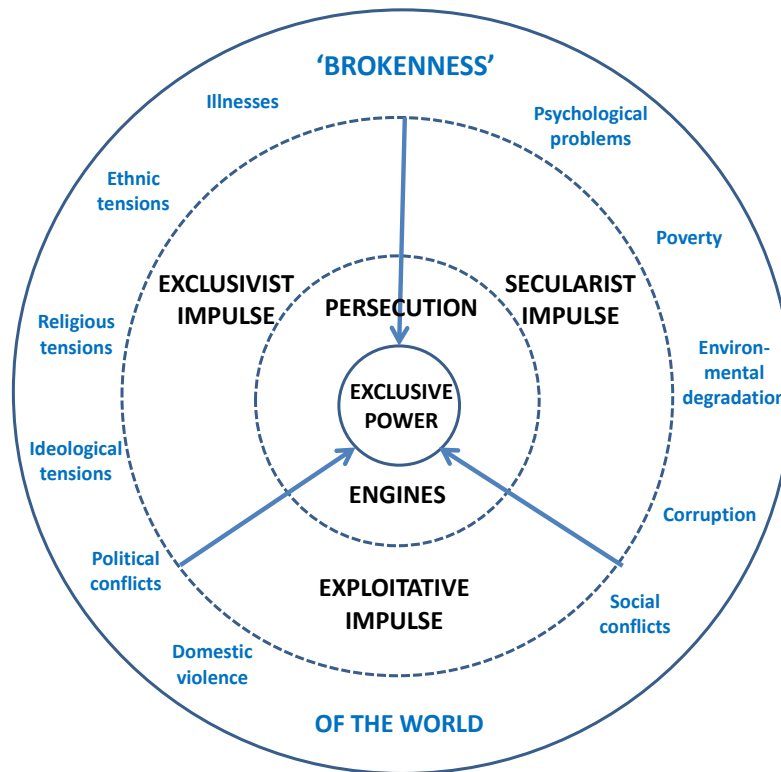 ‘BROKENNESS’
Illnesses
Psychological
problems
Ethnic
tensions
Poverty
EXCLUSIVIST
IMPULSE
SECULARIST
IMPULSE
PERSECUTION
Religious
tensions
Environ-
mental
degradation
EXCLUSIVE
POWER
Ideological
tensions
ENGINES
Corruption
Political
conflicts
EXPLOITATIVE
IMPULSE
Social
conflicts
Domestic
violence
OF THE WORLD